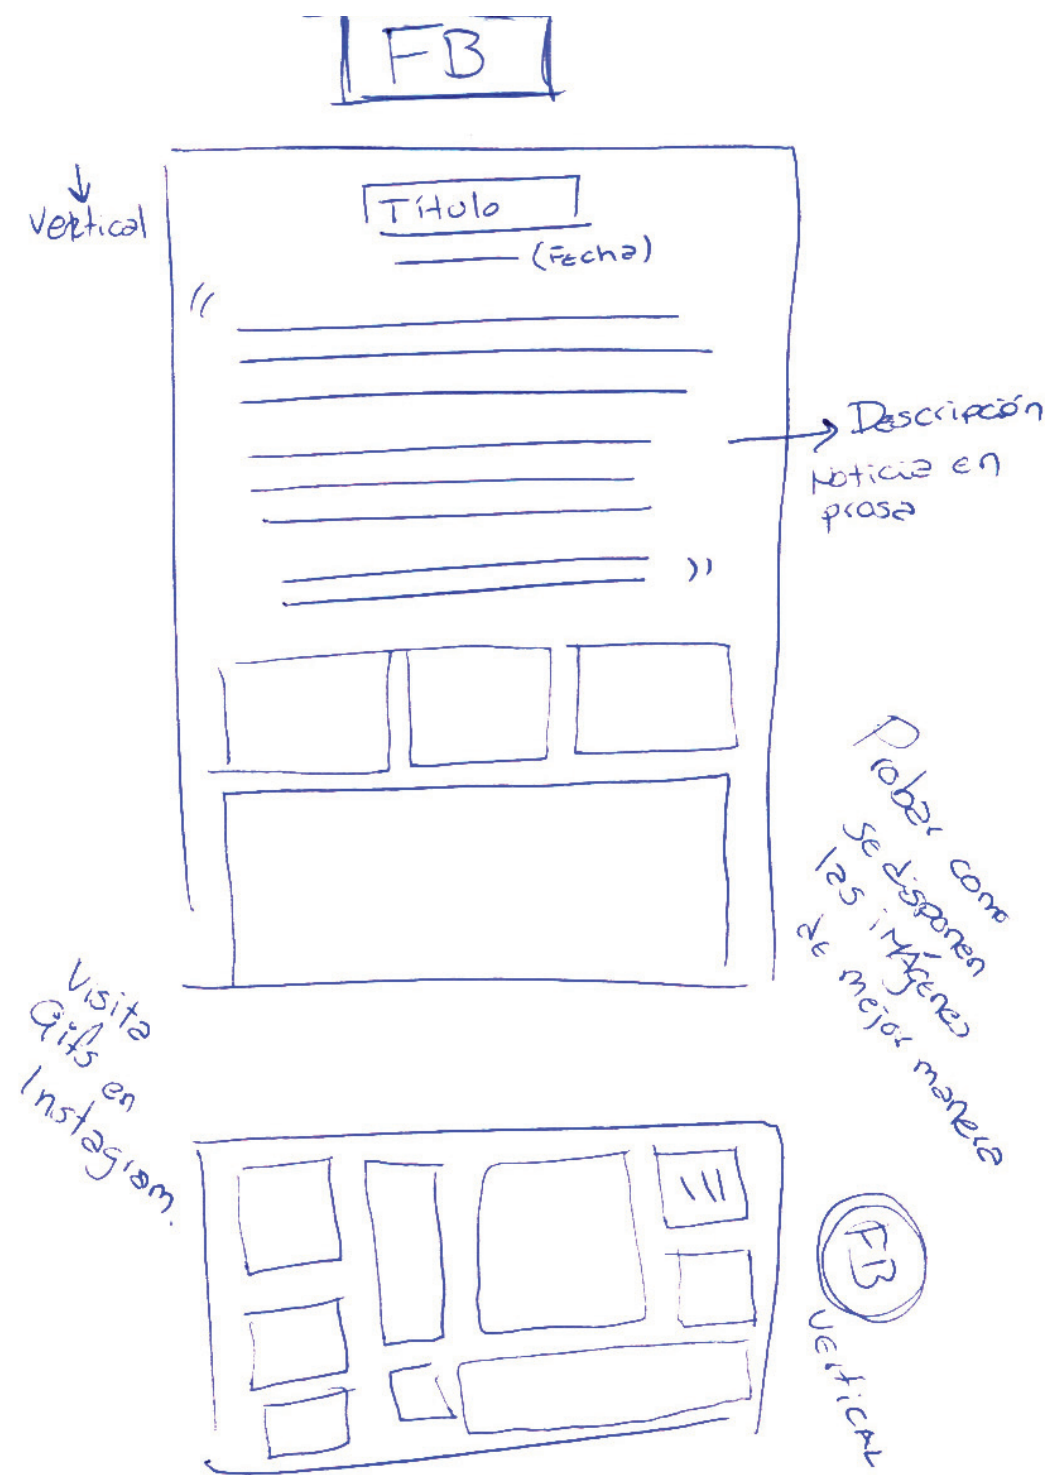 FB
Vertical
Título
(Fecha)
"
Descripción
Noticia en
prosa
"
Probar como
se disponen
las imágenes
de mejor manera
Visita
Gifs en
Instagram.
FB
Vertical